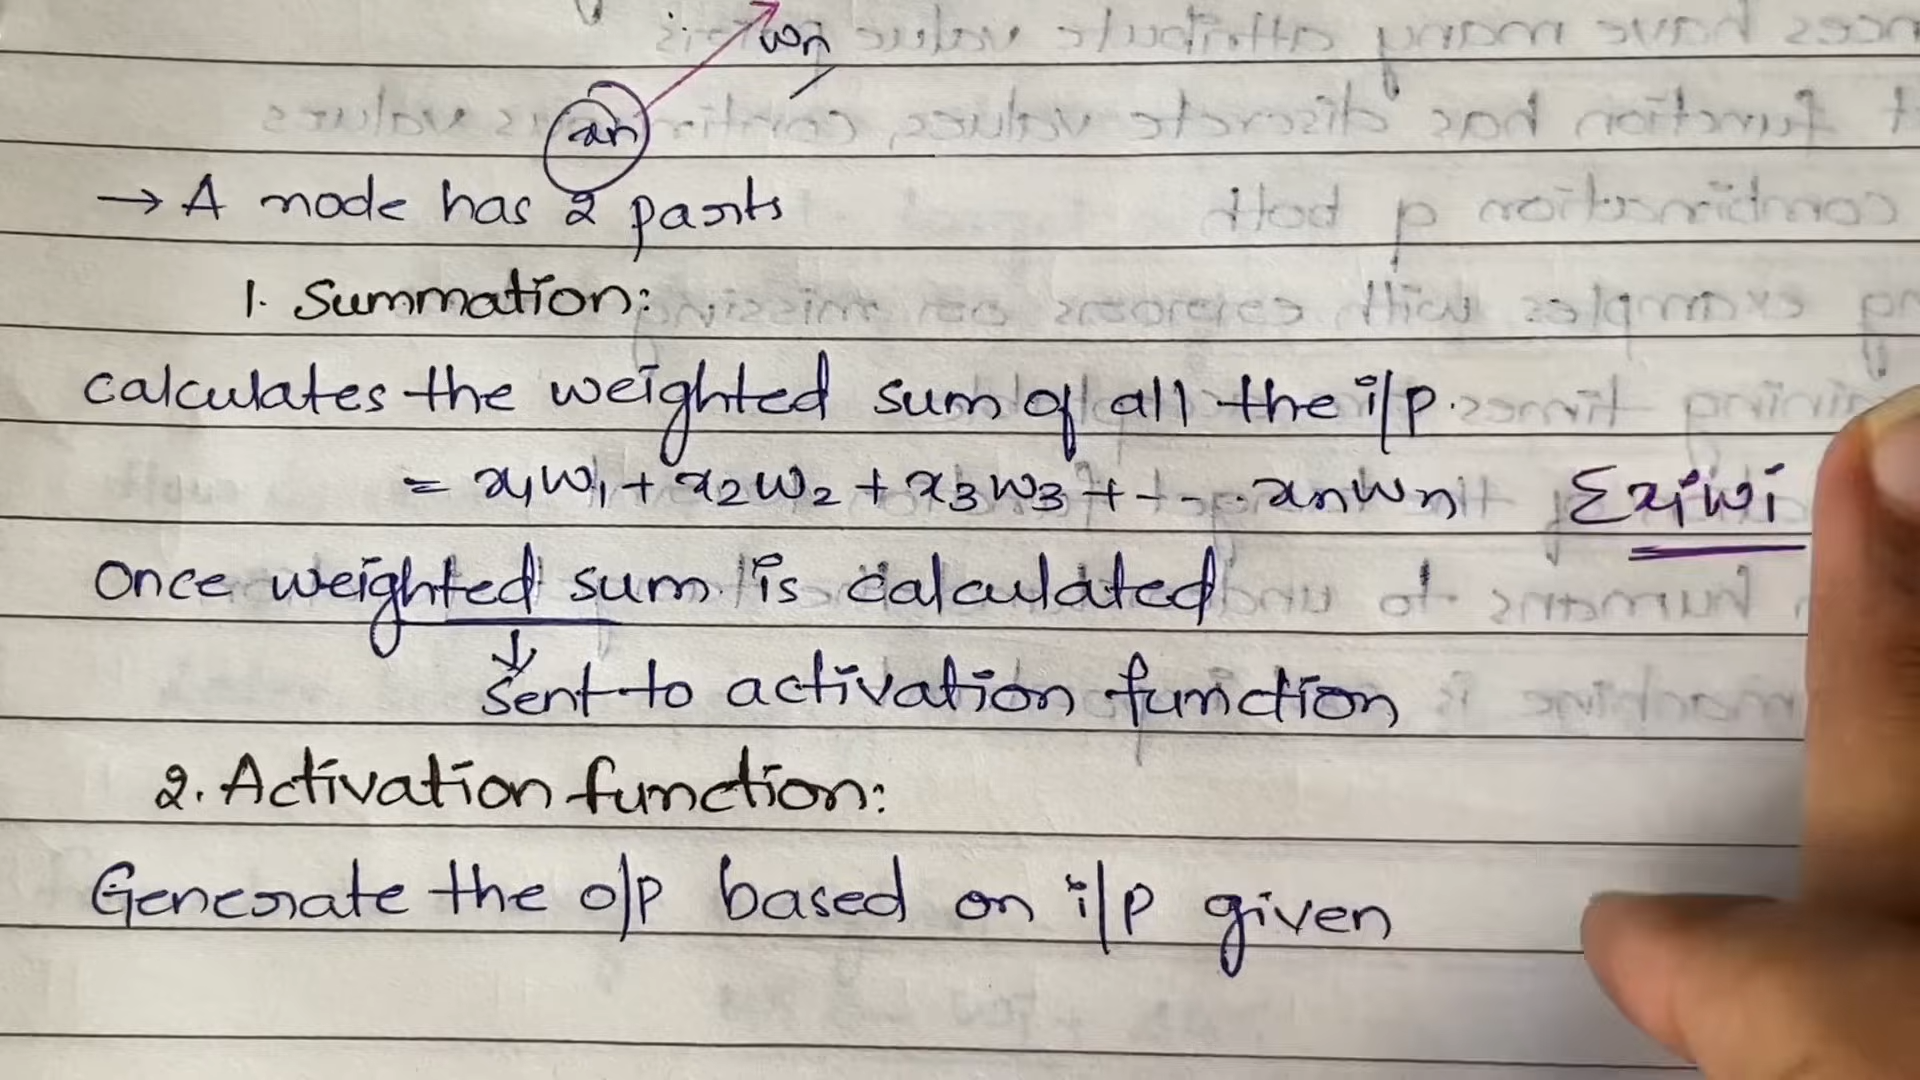 wn
xn
→ A node has 2 parts
1. Summation:
calculates the weighted sum of all the i/p.
= x1w1 + x2w2 + x3w3 + - - . xnwn Σxiwi
Once weighted sum is calculated
↓
Sent to activation function
2. Activation function:
Generate the o/p based on i/p given